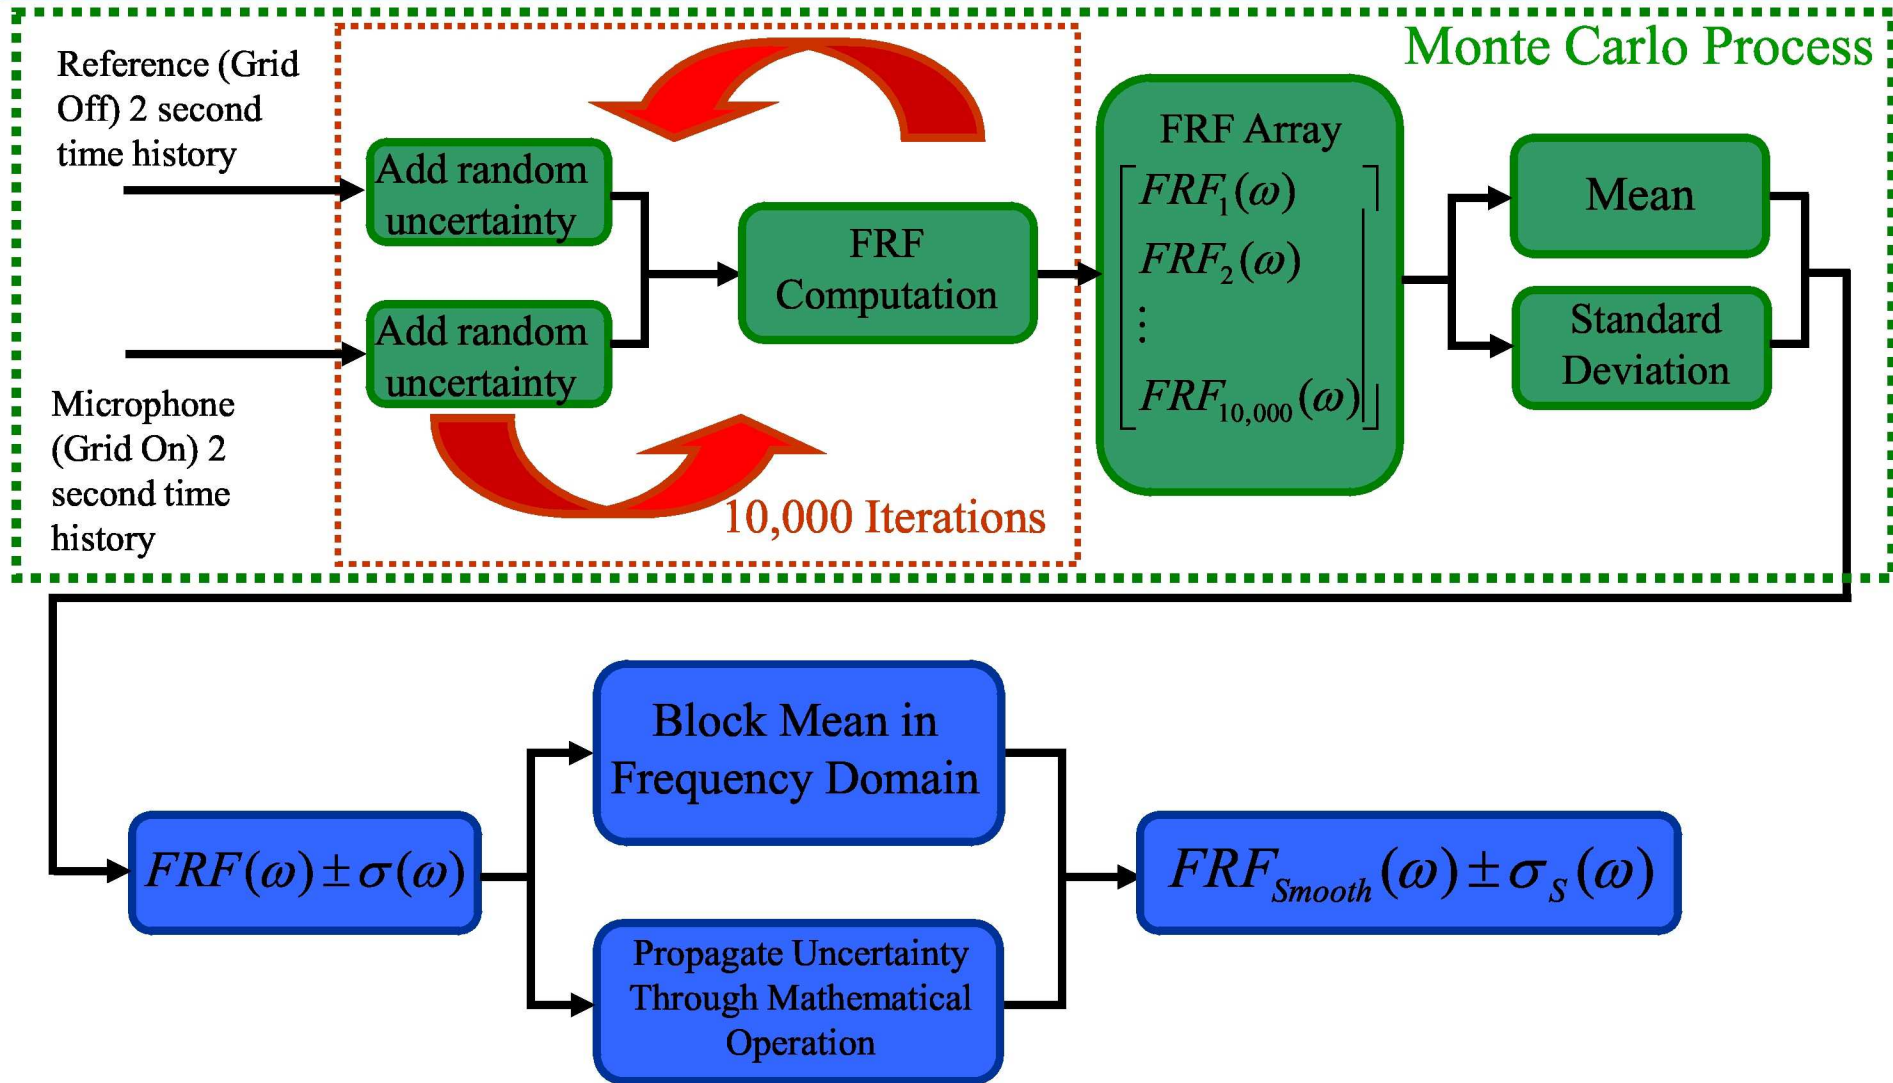 Monte Carlo Process
Reference (Grid
Off) 2 second
time history
Add random
uncertainty
Microphone
(Grid On) 2
second time
history
Add random
uncertainty
FRF
Computation
10,000 Iterations
FRF Array
FRF₁(ω)
FRF₂(ω)
⋮
FRF₁₀,₀₀₀(ω)
Mean
Standard
Deviation
FRF(ω) ± σ(ω)
Block Mean in
Frequency Domain
Propagate Uncertainty
Through Mathematical
Operation
FRF_Smooth(ω) ± σ_S(ω)